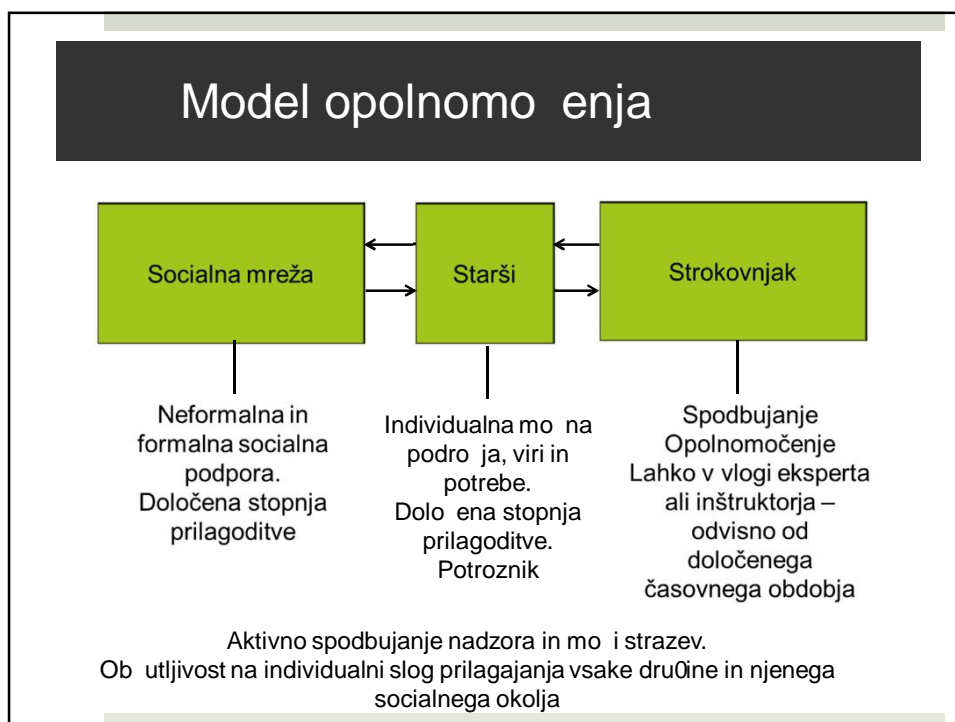 Model opolnomo enja
Socialna mreža
Starši
Strokovnjak
Neformalna in
formalna socialna
podpora.
Določena stopnja
prilagoditve
Individualna mo na
podro ja, viri in
potrebe.
Dolo ena stopnja
prilagoditve.
Potroznik
Spodbujanje
Opolnomočenje
Lahko v vlogi eksperta
ali inštruktorja –
odvisno od
določenega
časovnega obdobja
Aktivno spodbujanje nadzora in mo i strazev.
Ob utljivost na individualni slog prilagajanja vsake dru0ine in njenega
socialnega okolja